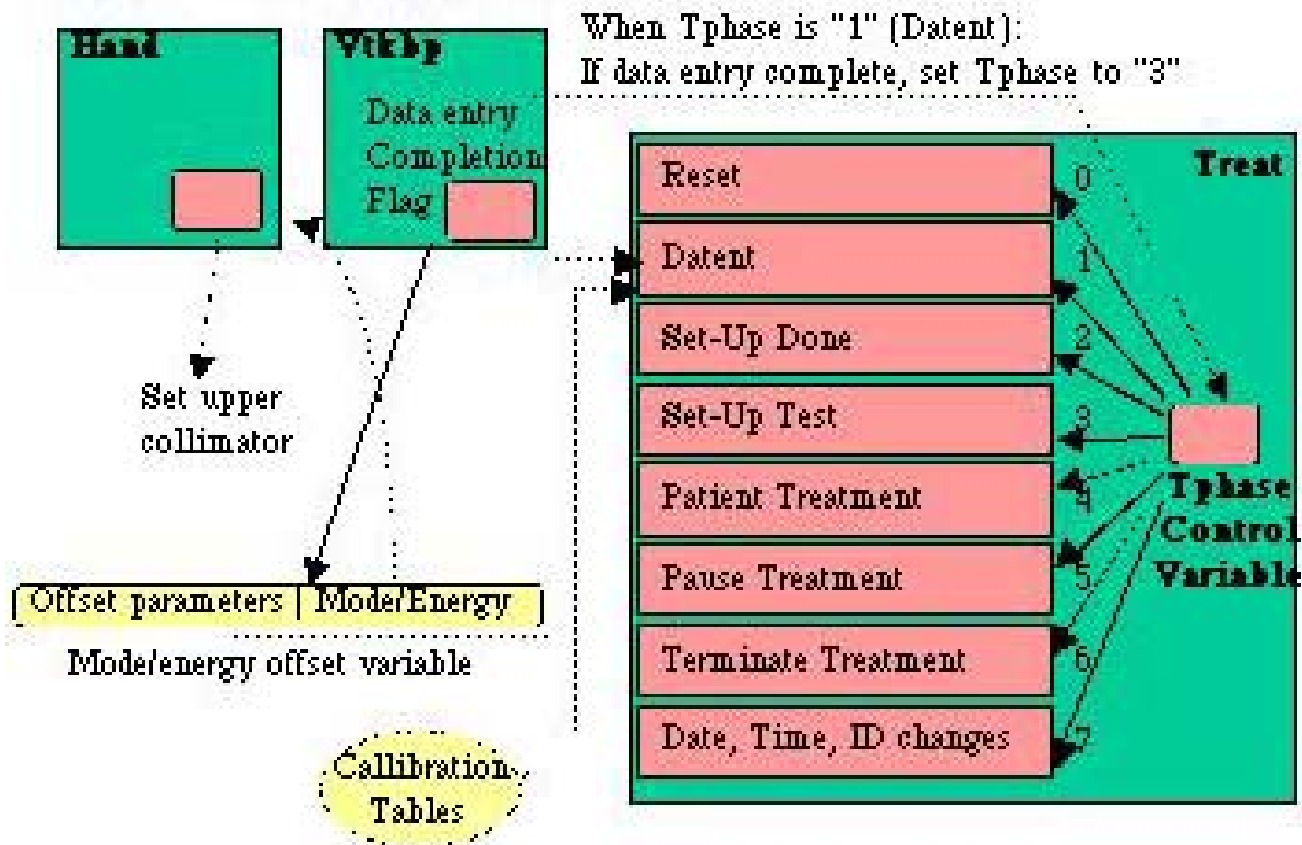 Hand
Vtkbp
When Tphase is "1" (Datent):
If data entry complete, set Tphase to "3"
Data entry
Completion
Flag
Treat
Reset 0
Datent 1
Set-Up Done 2
Set-Up Test 3
Patient Treatment 4
Pause Treatment 5
Terminate Treatment 6
Date, Time, ID changes 7
Tphase
Control
Variable
Set upper
collimator
Offset parameters Mode/Energy
Mode/energy offset variable
Callibration
Tables